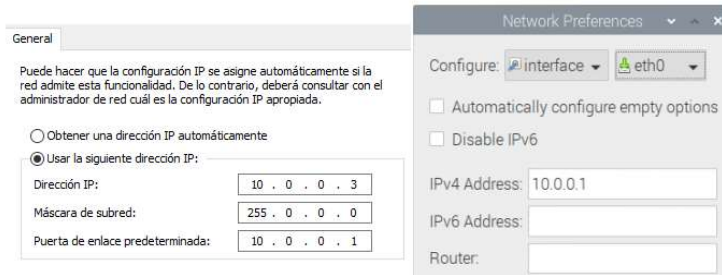 General
Puede hacer que la configuración IP se asigne automáticamente si la
red admite esta funcionalidad. De lo contrario, deberá consultar con el
administrador de red cuál es la configuración IP apropiada.
Obtener una dirección IP automáticamente
Usar la siguiente dirección IP:
Dirección IP: 10 . 0 . 0 . 3
Máscara de subred: 255 . 0 . 0 . 0
Puerta de enlace predeterminada: 10 . 0 . 0 . 1
Network Preferences
Configure: interface eth0
Automatically configure empty options
Disable IPv6
IPv4 Address: 10.0.0.1
IPv6 Address:
Router: